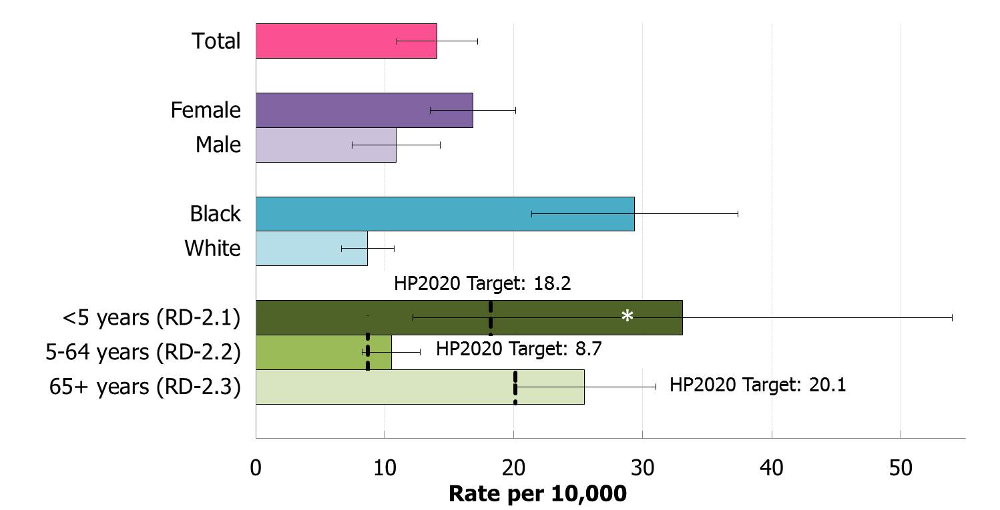 Total
Female
Male
Black
White
HP2020 Target: 18.2
<5 years (RD-2.1)
*
5-64 years (RD-2.2)
HP2020 Target: 8.7
65+ years (RD-2.3)
HP2020 Target: 20.1
0 10 20 30 40 50
Rate per 10,000